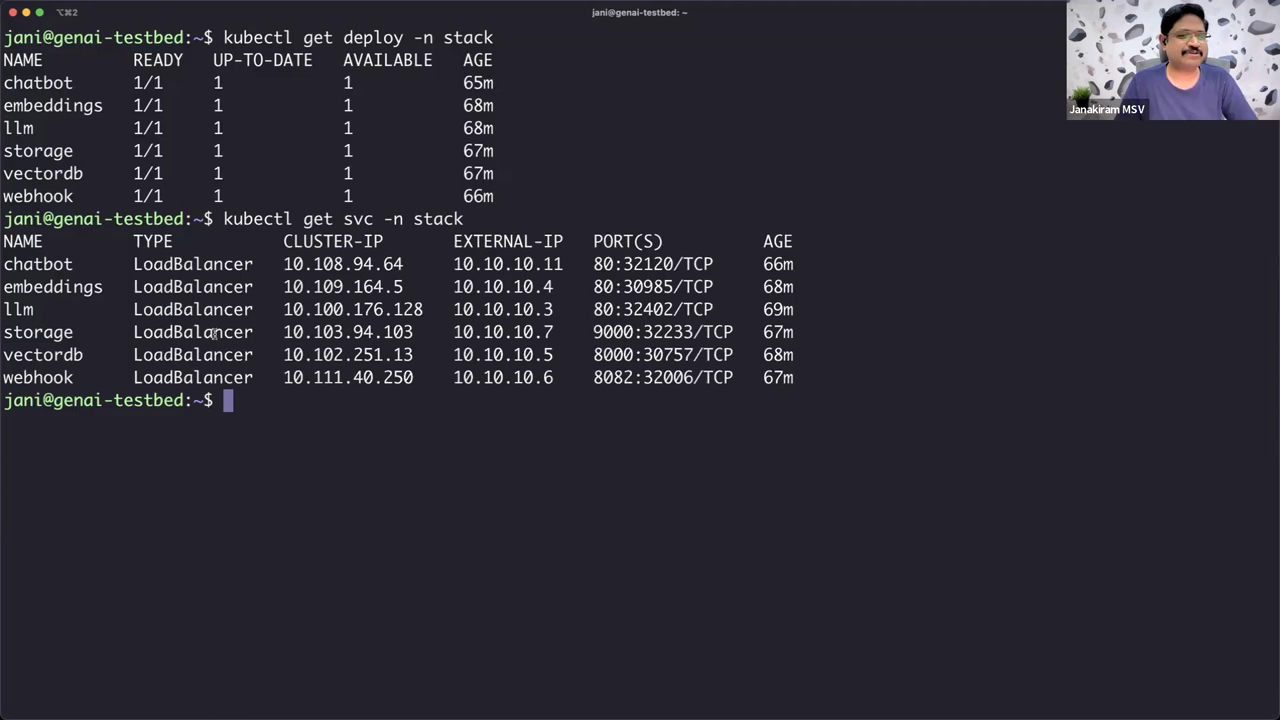 ⌥⌘2
jani@genai-testbed: ~
jani@genai-testbed:~$ kubectl get deploy -n stack
NAME READY UP-TO-DATE AVAILABLE AGE
chatbot 1/1 1 1 65m
embeddings 1/1 1 1 68m
llm 1/1 1 1 68m
storage 1/1 1 1 67m
vectordb 1/1 1 1 67m
webhook 1/1 1 1 66m
jani@genai-testbed:~$ kubectl get svc -n stack
NAME TYPE CLUSTER-IP EXTERNAL-IP PORT(S) AGE
chatbot LoadBalancer 10.108.94.64 10.10.10.11 80:32120/TCP 66m
embeddings LoadBalancer 10.109.164.5 10.10.10.4 80:30985/TCP 68m
llm LoadBalancer 10.100.176.128 10.10.10.3 80:32402/TCP 69m
storage LoadBalancer 10.103.94.103 10.10.10.7 9000:32233/TCP 67m
vectordb LoadBalancer 10.102.251.13 10.10.10.5 8000:30757/TCP 68m
webhook LoadBalancer 10.111.40.250 10.10.10.6 8082:32006/TCP 67m
jani@genai-testbed:~$
Janakiram MSV